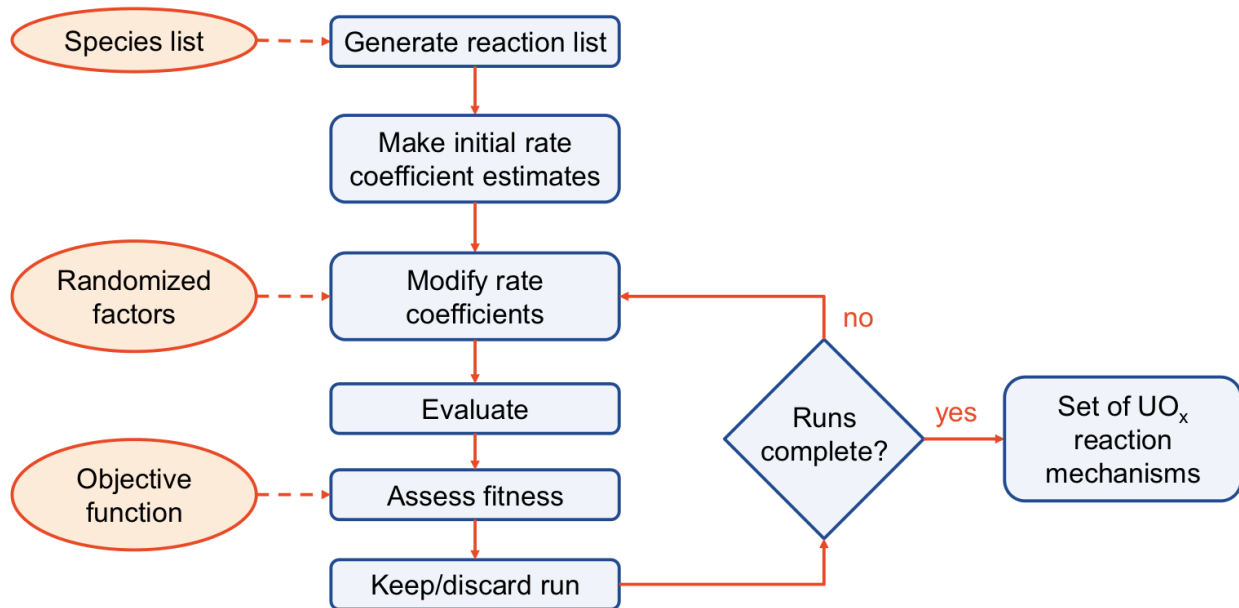 Species list
Generate reaction list
Make initial rate
coefficient estimates
Randomized
factors
Modify rate
coefficients
no
Evaluate
Runs
complete?
yes
Set of UOₓ
reaction
mechanisms
Objective
function
Assess fitness
Keep/discard run